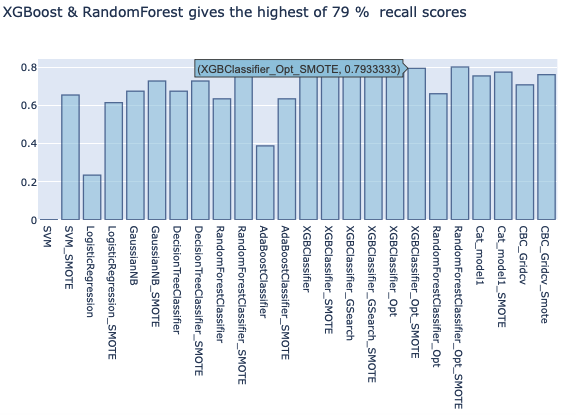 XGBoost & RandomForest gives the highest of 79 % recall scores
(XGBClassifier_Opt_SMOTE, 0.7933333)
0.8
0.6
0.4
0.2
0
SVM
SVM_SMOTE
LogisticRegression
LogisticRegression_SMOTE
GaussianNB
GaussianNB_SMOTE
DecisionTreeClassifier
DecisionTreeClassifier_SMOTE
RandomForestClassifier
RandomForestClassifier_SMOTE
AdaBoostClassifier
AdaBoostClassifier_SMOTE
XGBClassifier
XGBClassifier_SMOTE
XGBClassifier_GSearch
XGBClassifier_GSearch_SMOTE
XGBClassifier_Opt
XGBClassifier_Opt_SMOTE
RandomForestClassifier_Opt
RandomForestClassifier_Opt_SMOTE
Cat_model1
Cat_model1_SMOTE
CBC_Gridcv
CBC_Gridcv_Smote